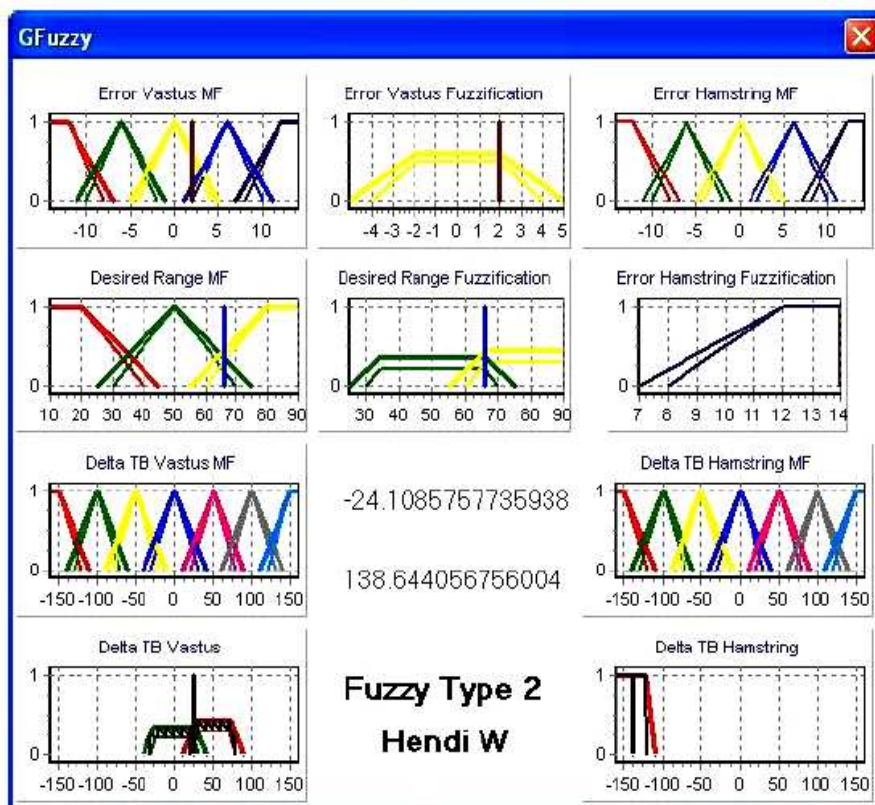 GFuzzy
Error Vastus MF
Error Vastus Fuzzification
Error Hamstring MF
1
0
-10 -5 0 5 10
1
0
-4 -3 -2 -1 0 1 2 3 4 5
1
0
-10 -5 0 5 10
Desired Range MF
Desired Range Fuzzification
Error Hamstring Fuzzification
1
0
10 20 30 40 50 60 70 80 90
1
0
30 40 50 60 70 80 90
1
0
7 8 9 10 11 12 13 14
Delta TB Vastus MF
Delta TB Hamstring MF
1
0
-150 -100 -50 0 50 100 150
-24.1085757735938
138.644056756004
1
0
-150 -100 -50 0 50 100 150
Delta TB Vastus
Delta TB Hamstring
1
0
-150 -100 -50 0 50 100 150
Fuzzy Type 2
Hendi W
1
0
-150 -100 -50 0 50 100 150